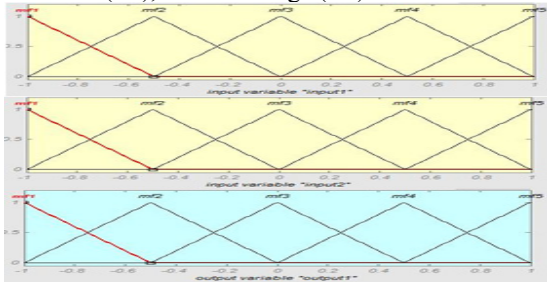 mf1 mf2 mf3 mf4 mf5
1
0.5
0
-1 -0.8 -0.6 -0.4 -0.2 0 0.2 0.4 0.6 0.8 1
input variable "input1"
mf1 mf2 mf3 mf4 mf5
1
0.5
0
-1 -0.8 -0.6 -0.4 -0.2 0 0.2 0.4 0.6 0.8 1
input variable "input2"
mf1 mf2 mf3 mf4 mf5
1
0.5
0
-1 -0.8 -0.6 -0.4 -0.2 0 0.2 0.4 0.6 0.8 1
output variable "output1"